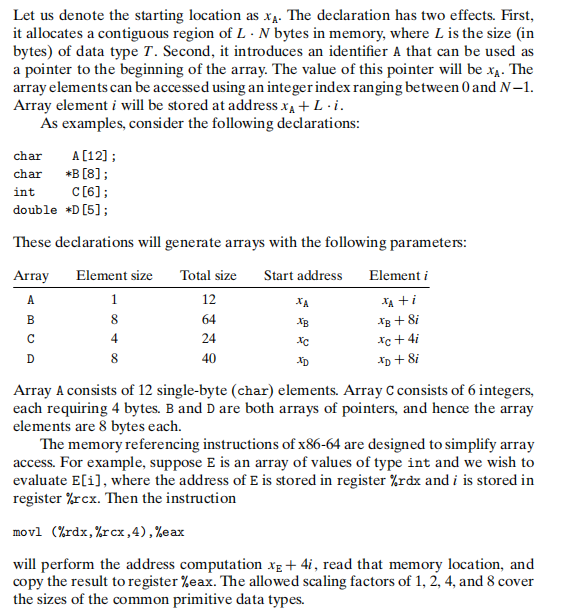 Let us denote the starting location as xA. The declaration has two effects. First,
it allocates a contiguous region of L · N bytes in memory, where L is the size (in
bytes) of data type T. Second, it introduces an identifier A that can be used as
a pointer to the beginning of the array. The value of this pointer will be xA. The
array elements can be accessed using an integer index ranging between 0 and N−1.
Array element i will be stored at address xA + L · i.
As examples, consider the following declarations:
char A[12];
char *B[8];
int C[6];
double *D[5];
These declarations will generate arrays with the following parameters:
Array Element size Total size Start address Element i
A 1 12 xA xA + i
B 8 64 xB xB + 8i
C 4 24 xC xC + 4i
D 8 40 xD xD + 8i
Array A consists of 12 single-byte (char) elements. Array C consists of 6 integers,
each requiring 4 bytes. B and D are both arrays of pointers, and hence the array
elements are 8 bytes each.
The memory referencing instructions of x86-64 are designed to simplify array
access. For example, suppose E is an array of values of type int and we wish to
evaluate E[i], where the address of E is stored in register %rdx and i is stored in
register %rcx. Then the instruction
movl (%rdx,%rcx,4),%eax
will perform the address computation xE + 4i, read that memory location, and
copy the result to register %eax. The allowed scaling factors of 1, 2, 4, and 8 cover
the sizes of the common primitive data types.